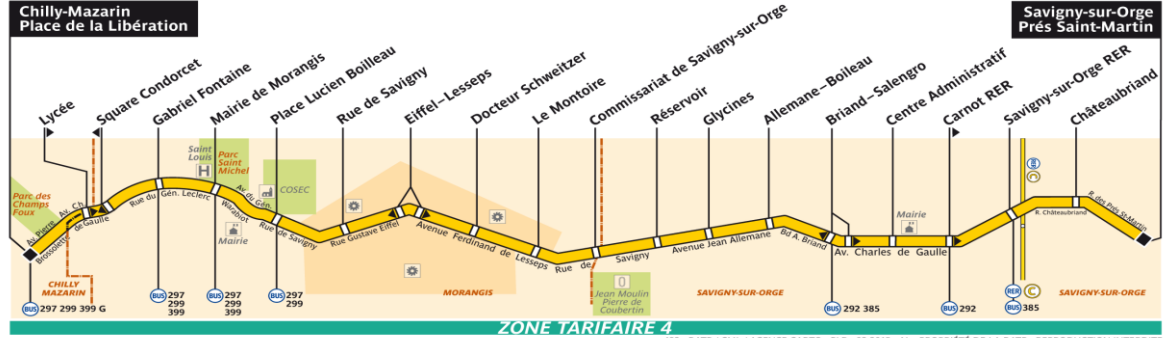 Chilly-Mazarin
Place de la Libération
Savigny-sur-Orge
Prés Saint-Martin
Lycée
Square Condorcet
Gabriel Fontaine
Mairie de Morangis
Place Lucien Boilleau
Rue de Savigny
Eiffel–Lesseps
Docteur Schweitzer
Le Montoire
Commissariat de Savigny-sur-Orge
Réservoir
Glycines
Allemane–Boileau
Briand–Salengro
Centre Administratif
Carnot RER
Savigny-sur-Orge RER
Châteaubriand
Parc des
Champs
Foux
Saint
Louis
H
Parc
Saint
Michel
COSEC
Mairie
Av. Pierre
Brossolette
Av. Ch.
de Gaulle
Rue du Gén. Leclerc
Av. du Gén.
Warabiot
Rue de Savigny
Rue Gustave Eiffel
Avenue Ferdinand de Lesseps
Rue de Savigny
Avenue Jean Allemane
Bd A. Briand
Av. Charles de Gaulle
Mairie
R. Châteaubriand
R. des Prés St-Martin
RER
C
CHILLY
MAZARIN
MORANGIS
Jean Moulin
Pierre de
Coubertin
SAVIGNY-SUR-ORGE
SAVIGNY-SUR-ORGE
BUS 297 299 399 G
BUS 297
299
399
BUS 297
299
399
BUS 297
299
BUS 292 385
BUS 292
RER C
BUS 385
ZONE TARIFAIRE 4